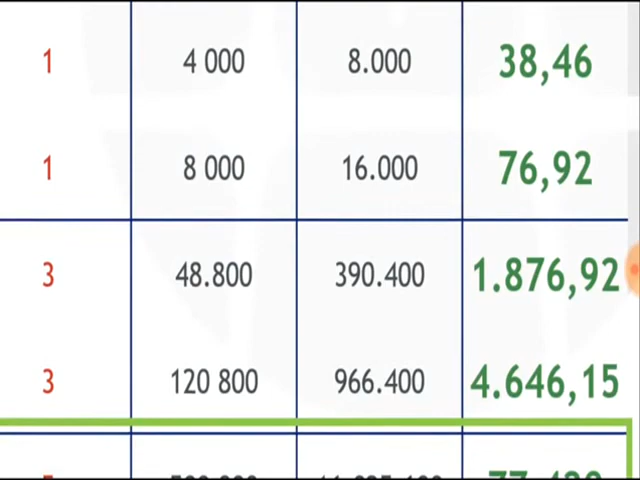 1 4 000 8.000 38,46
1 8 000 16.000 76,92
3 48.800 390.400 1.876,92
3 120 800 966.400 4.646,15